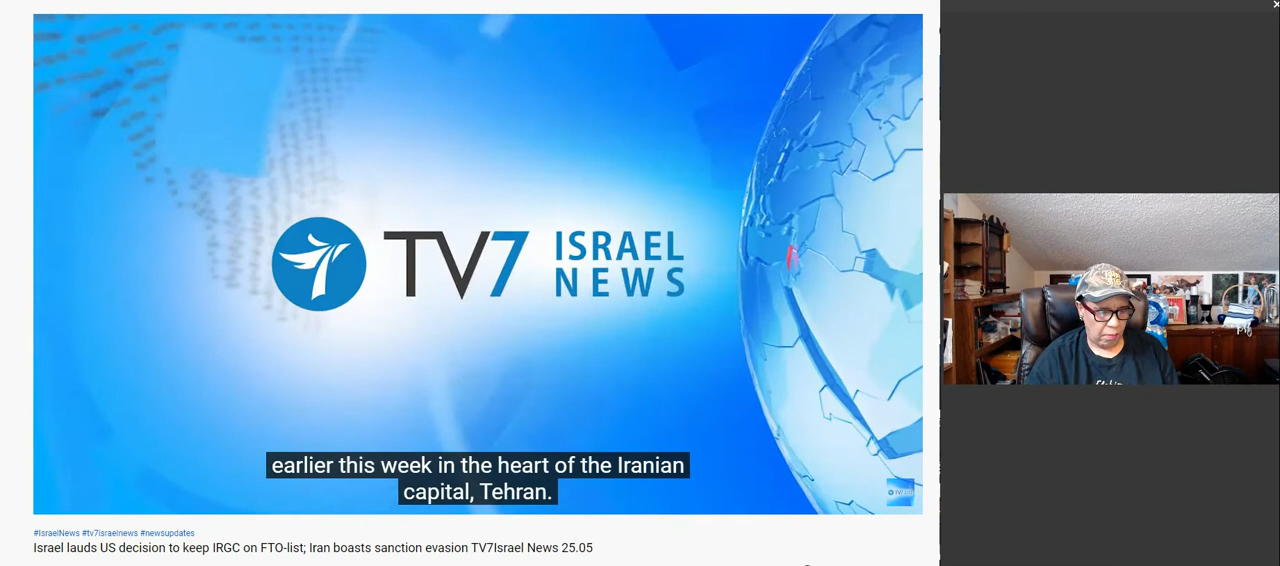 TV7 ISRAEL
NEWS
earlier this week in the heart of the Iranian
capital, Tehran.
TV7
#IsraelNews #tv7israelnews #newsupdates
Israel lauds US decision to keep IRGC on FTO-list; Iran boasts sanction evasion TV7Israel News 25.05